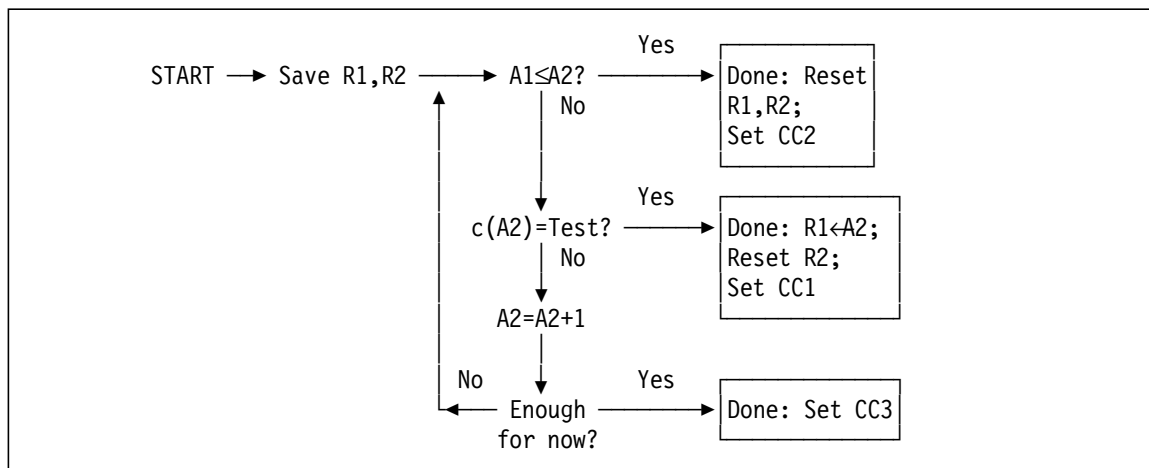 START Save R1,R2 A1≤A2? Yes
No
Done: Reset
R1,R2;
Set CC2
c(A2)=Test? Yes
No
Done: R1←A2;
Reset R2;
Set CC1
A2=A2+1
No Enough Yes
for now?
Done: Set CC3